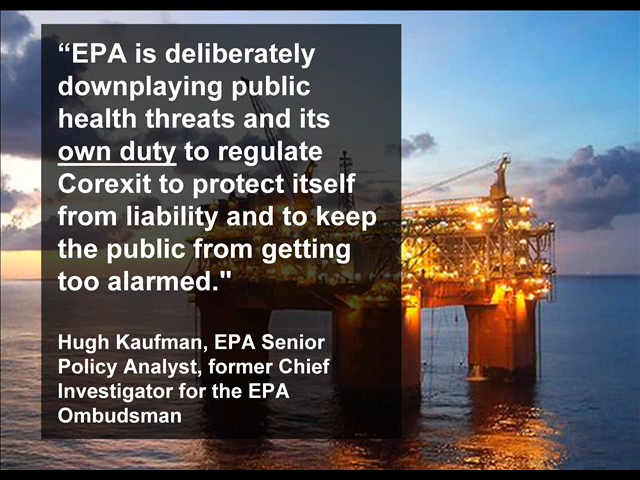 “EPA is deliberately
downplaying public
health threats and its
own duty to regulate
Corexit to protect itself
from liability and to keep
the public from getting
too alarmed."
Hugh Kaufman, EPA Senior
Policy Analyst, former Chief
Investigator for the EPA
Ombudsman